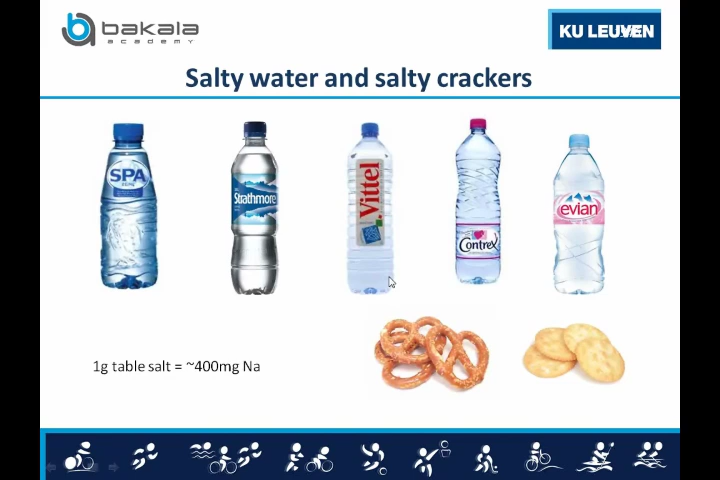 bakala
academy
KU LEUVEN
Salty water and salty crackers
SPA
Strathmore
Vittel
Contrex
evian
1g table salt = ~400mg Na